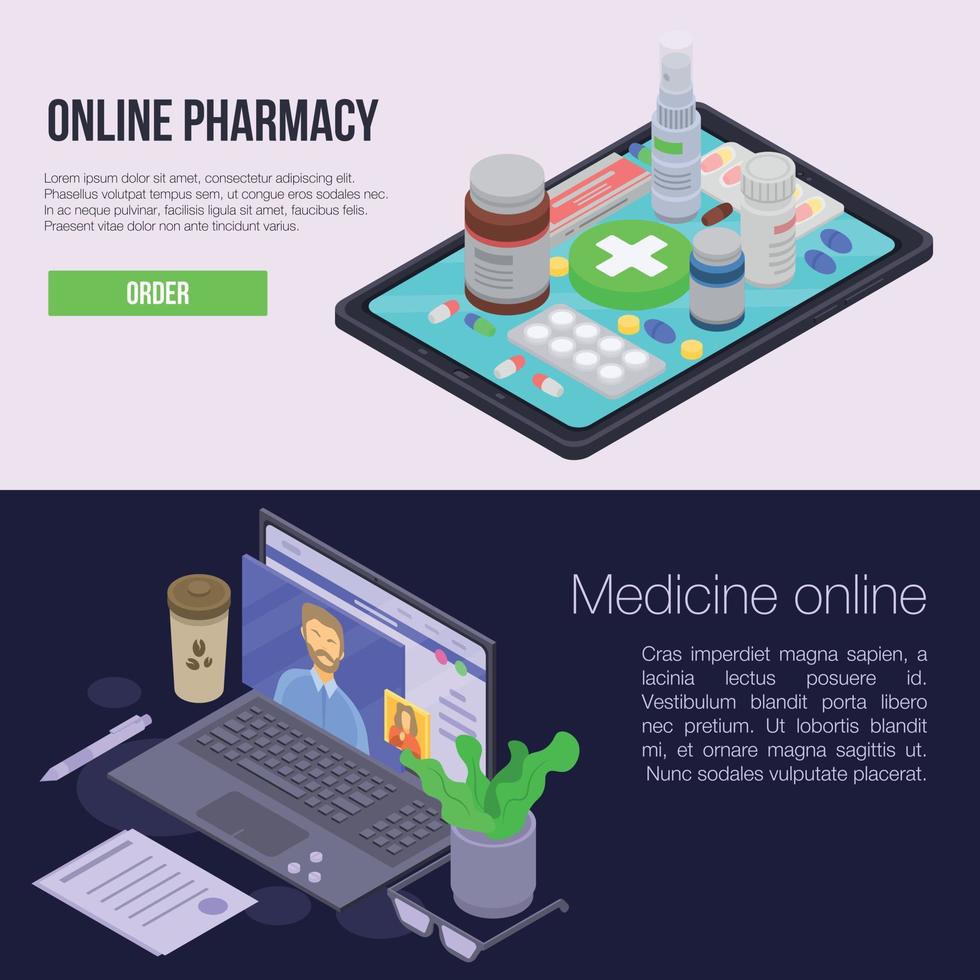 ONLINE PHARMACY
Lorem ipsum dolor sit amet, consectetur adipiscing elit.
Phasellus volutpat tempus sem, ut congue eros sodales nec.
In ac neque pulvinar, facilisis ligula sit amet, faucibus felis.
Praesent vitae dolor non ante tincidunt varius.
ORDER
Medicine online
Cras imperdiet magna sapien, a
lacinia lectus posuere id.
Vestibulum blandit porta libero
nec pretium. Ut lobortis blandit
mi, et ornare magna sagittis ut.
Nunc sodales vulputate placerat.